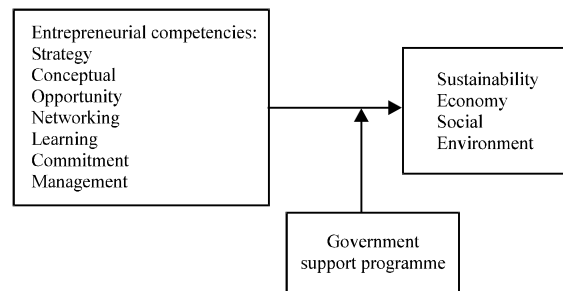 Entrepreneurial competencies:
Strategy
Conceptual
Opportunity
Networking
Learning
Commitment
Management
Sustainability
Economy
Social
Environment
Government
support programme